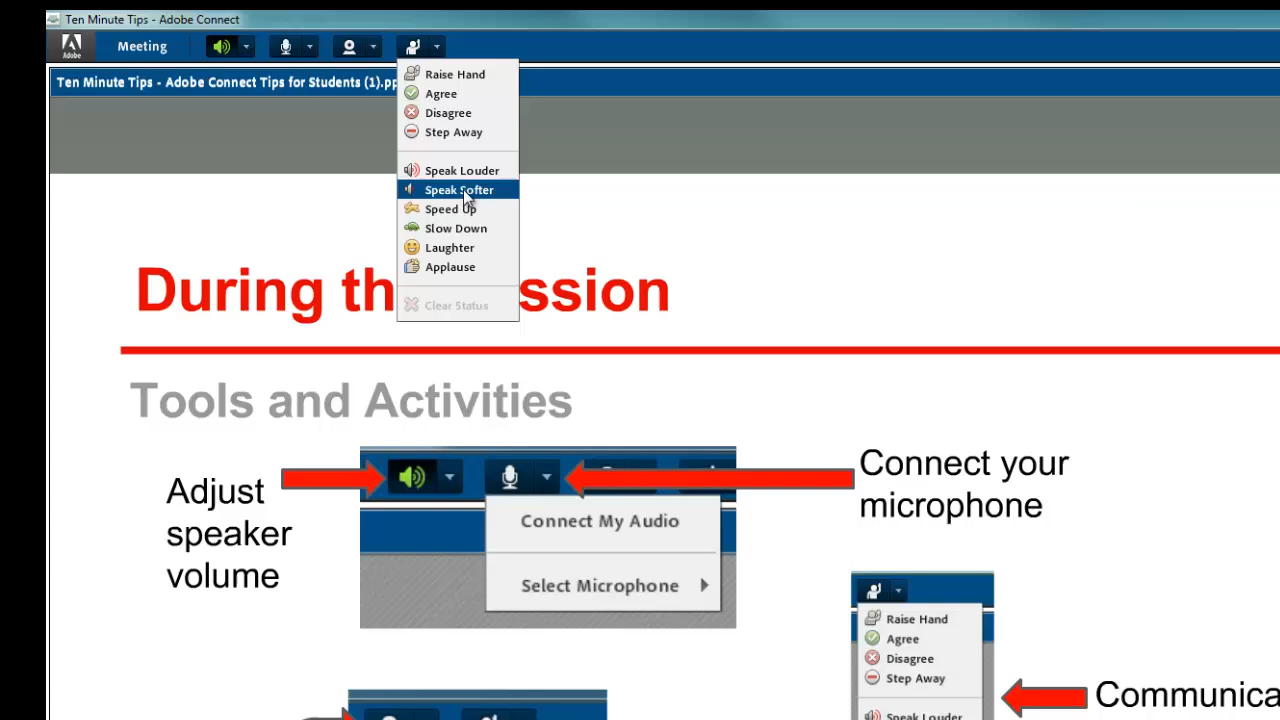 Ten Minute Tips - Adobe Connect
Adobe
Meeting
Ten Minute Tips - Adobe Connect Tips for Students (1).pp
Raise Hand
Agree
Disagree
Step Away
Speak Louder
Speak Softer
Speed Up
Slow Down
Laughter
Applause
Clear Status
During th ssion
Tools and Activities
Adjust
speaker
volume
Connect My Audio
Select Microphone
Connect your
microphone
Raise Hand
Agree
Disagree
Step Away
Speak Louder
Communica